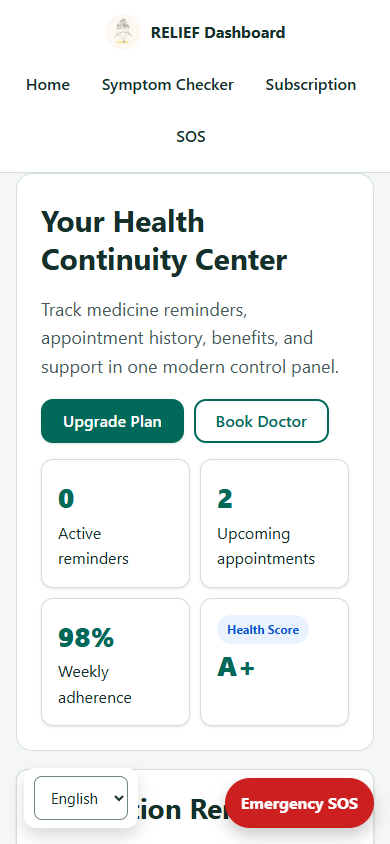 RELIEF Dashboard
Home Symptom Checker Subscription
SOS
Your Health
Continuity Center
Track medicine reminders,
appointment history, benefits, and
support in one modern control panel.
Upgrade Plan Book Doctor
0
Active
reminders
2
Upcoming
appointments
98%
Weekly
adherence
Health Score
A+
English
Emergency SOS